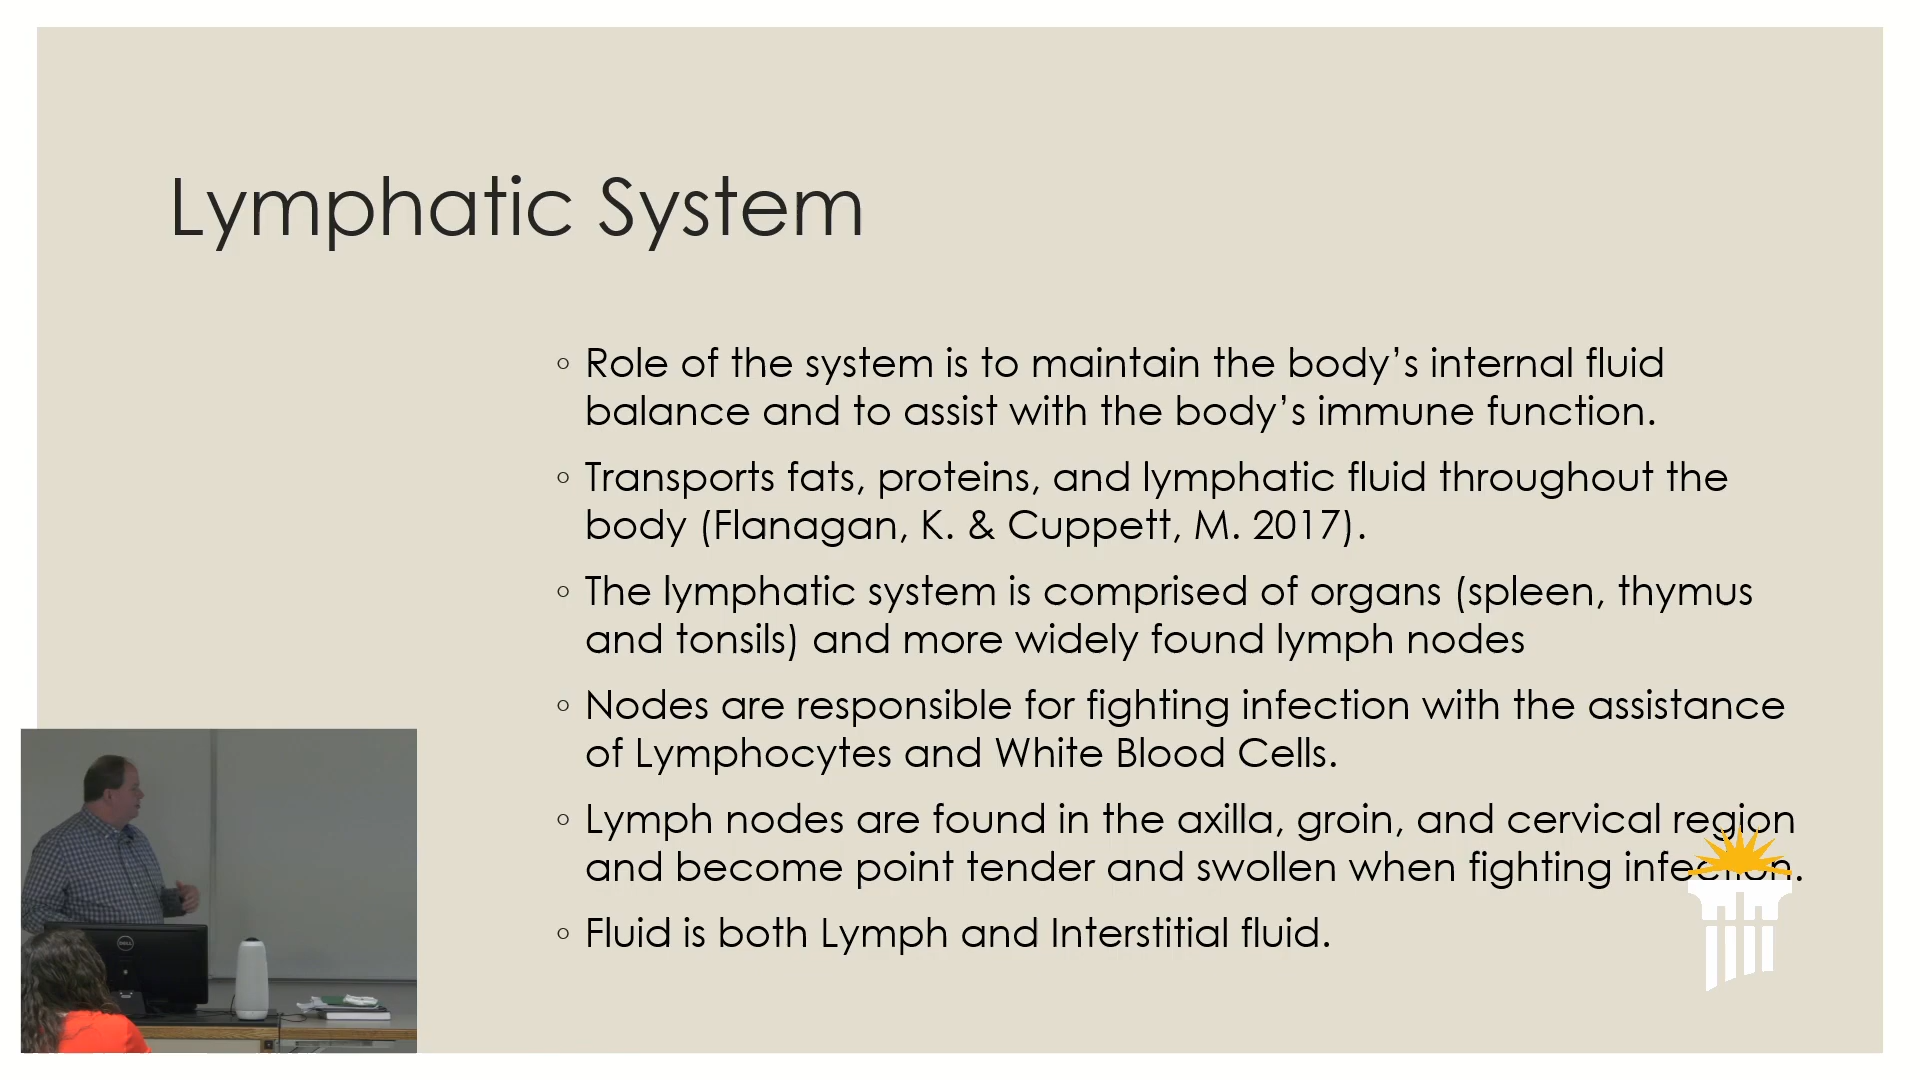 Lymphatic System
◦ Role of the system is to maintain the body’s internal fluid
balance and to assist with the body’s immune function.
◦ Transports fats, proteins, and lymphatic fluid throughout the
body (Flanagan, K. & Cuppett, M. 2017).
◦ The lymphatic system is comprised of organs (spleen, thymus
and tonsils) and more widely found lymph nodes
◦ Nodes are responsible for fighting infection with the assistance
of Lymphocytes and White Blood Cells.
◦ Lymph nodes are found in the axilla, groin, and cervical region
and become point tender and swollen when fighting infection.
◦ Fluid is both Lymph and Interstitial fluid.
DELL